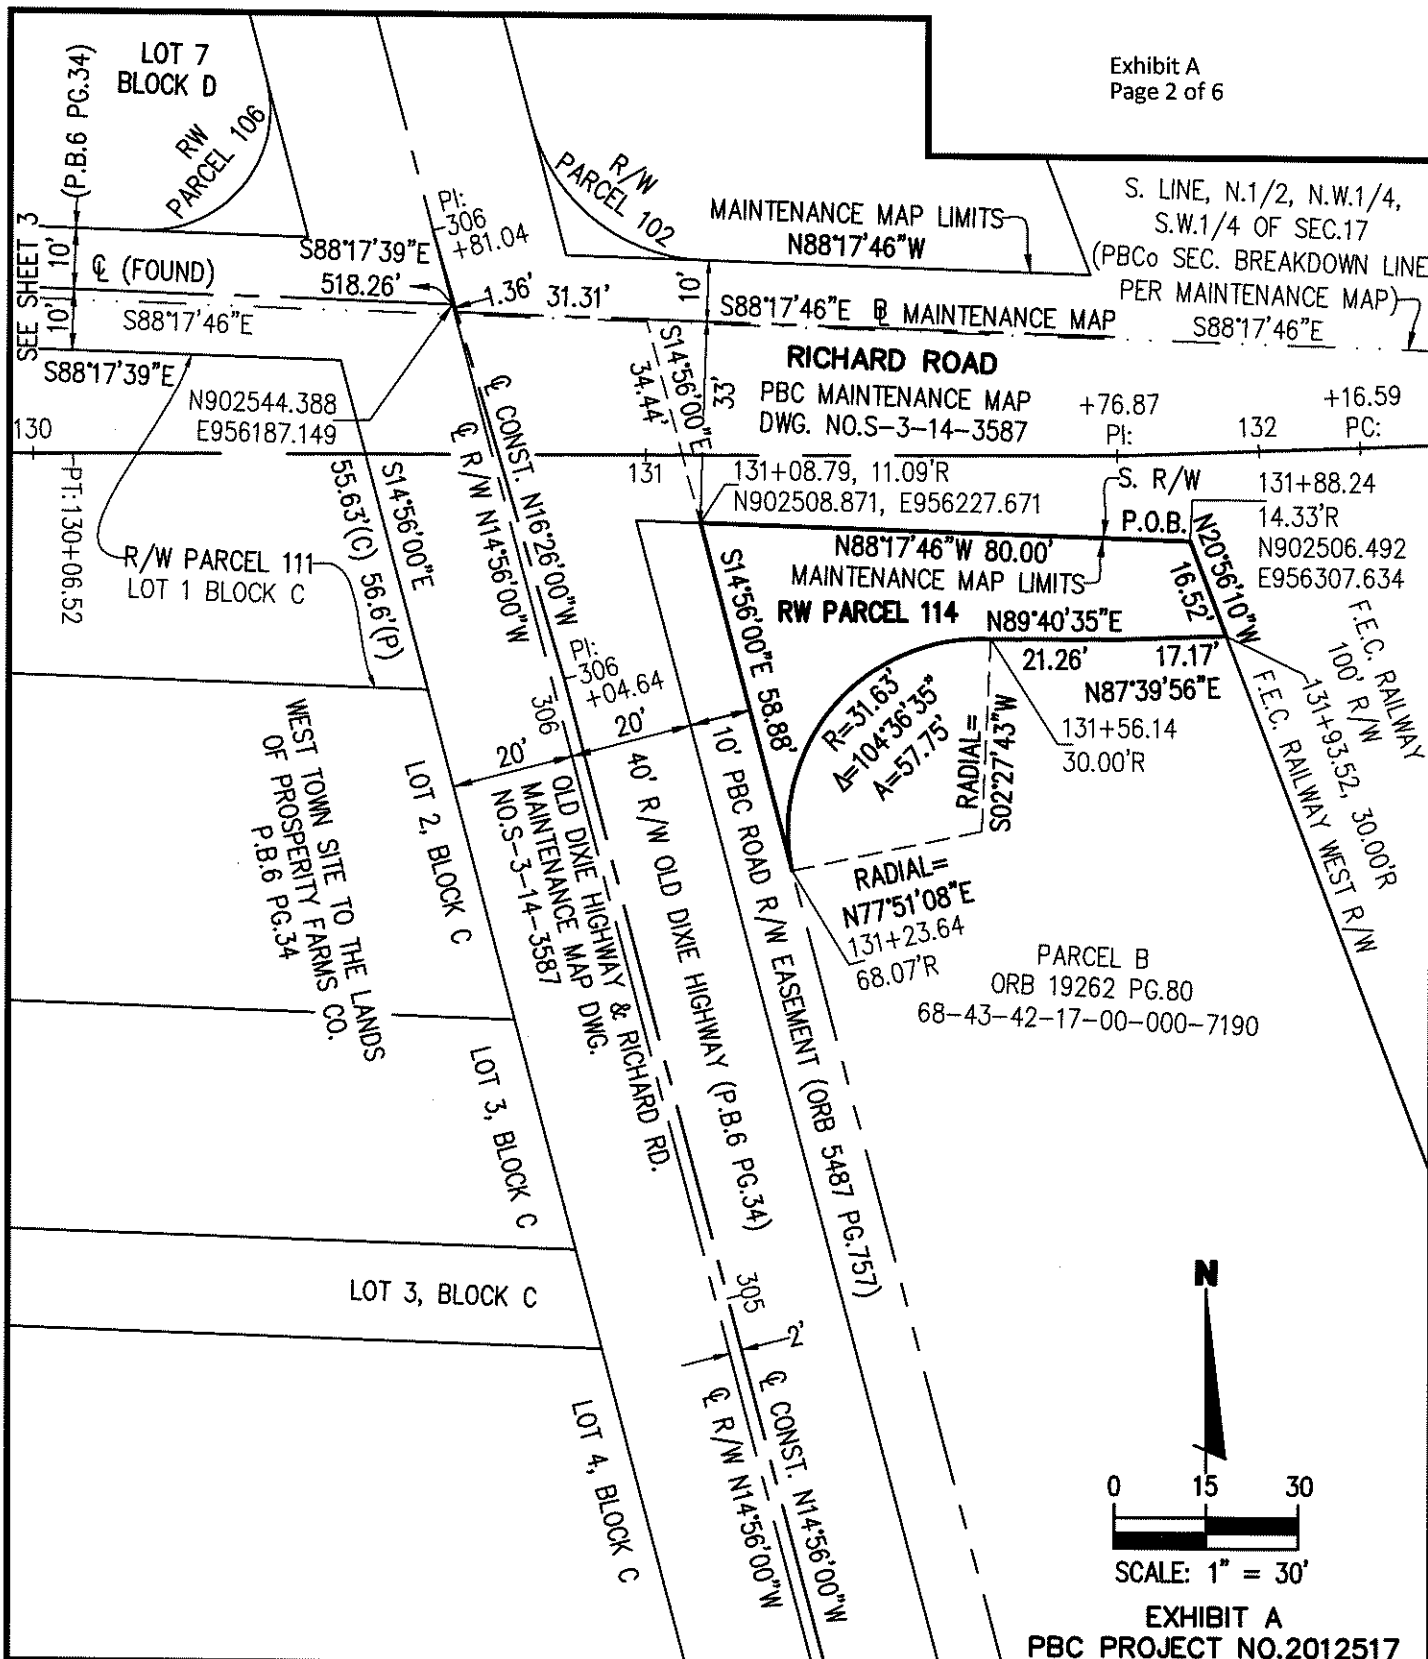 Exhibit A
Page 2 of 6
LOT 7
BLOCK D
(P.B.6 PG.34)
RW
PARCEL 106
R/W
PARCEL 102
PI:
306
+81.04
MAINTENANCE MAP LIMITS
N88°17'46"W
S. LINE, N.1/2, N.W.1/4,
S.W.1/4 OF SEC.17
(PBCo SEC. BREAKDOWN LINE
PER MAINTENANCE MAP)
S88°17'46"E
SEE SHEET 3
10'
10'
℄ (FOUND)
S88°17'39"E
518.26'
1.36'
31.31'
10'
S88°17'46"E
MAINTENANCE MAP
S88°17'46"E
S88°17'39"E
N902544.388
E956187.149
S14°56'00"E
34.44'
33'
RICHARD ROAD
PBC MAINTENANCE MAP
DWG. NO.S-3-14-3587
+76.87
PI:
+16.59
PC:
130
131
132
PT:130+06.52
55.63'(C) 56.6'(P)
S14°56'00"E
℄ CONST. N16°26'00"W
℄ R/W N14°56'00"W
131+08.79, 11.09'R
N902508.871, E956227.671
S. R/W
P.O.B.
131+88.24
14.33'R
N902506.492
E956307.634
N20°56'10"W
16.52'
R/W PARCEL 111
LOT 1 BLOCK C
N88°17'46"W 80.00'
MAINTENANCE MAP LIMITS
RW PARCEL 114
S14°56'00"E 58.88'
N89°40'35"E
21.26'
17.17'
N87°39'56"E
R=31.63'
Δ=104°36'35"
A=57.75'
RADIAL=
S02°27'43"W
131+56.14
30.00'R
131+93.52, 30.00'R
F.E.C. RAILWAY
100' R/W
F.E.C. RAILWAY WEST R/W
PI:
306
+04.64
306
20'
20'
10' PBC ROAD R/W EASEMENT (ORB 5487 PG.757)
40' R/W OLD DIXIE HIGHWAY (P.B.6 PG.34)
OLD DIXIE HIGHWAY & RICHARD RD.
MAINTENANCE MAP DWG.
NO.S-3-14-3587
RADIAL=
N77°51'08"E
131+23.64
68.07'R
PARCEL B
ORB 19262 PG.80
68-43-42-17-00-000-7190
WEST TOWN SITE TO THE LANDS
OF PROSPERITY FARMS CO.
P.B.6 PG.34
LOT 2, BLOCK C
LOT 3, BLOCK C
LOT 3, BLOCK C
LOT 4, BLOCK C
305
2'
℄ R/W N14°56'00"W
℄ CONST. N14°56'00"W
N
0 15 30
SCALE: 1" = 30'
EXHIBIT A
PBC PROJECT NO.2012517